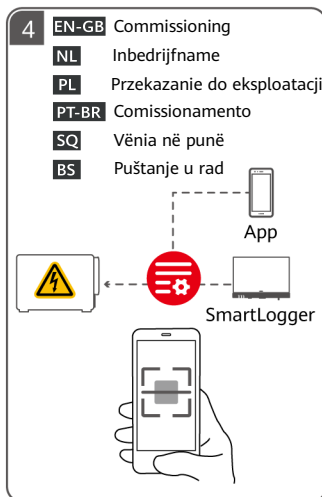 4 EN-GB Commissioning
NL Inbedrijfname
PL Przekazanie do eksploatacji
PT-BR Comissionamento
SQ Vënia në punë
BS Puštanje u rad
App
SmartLogger